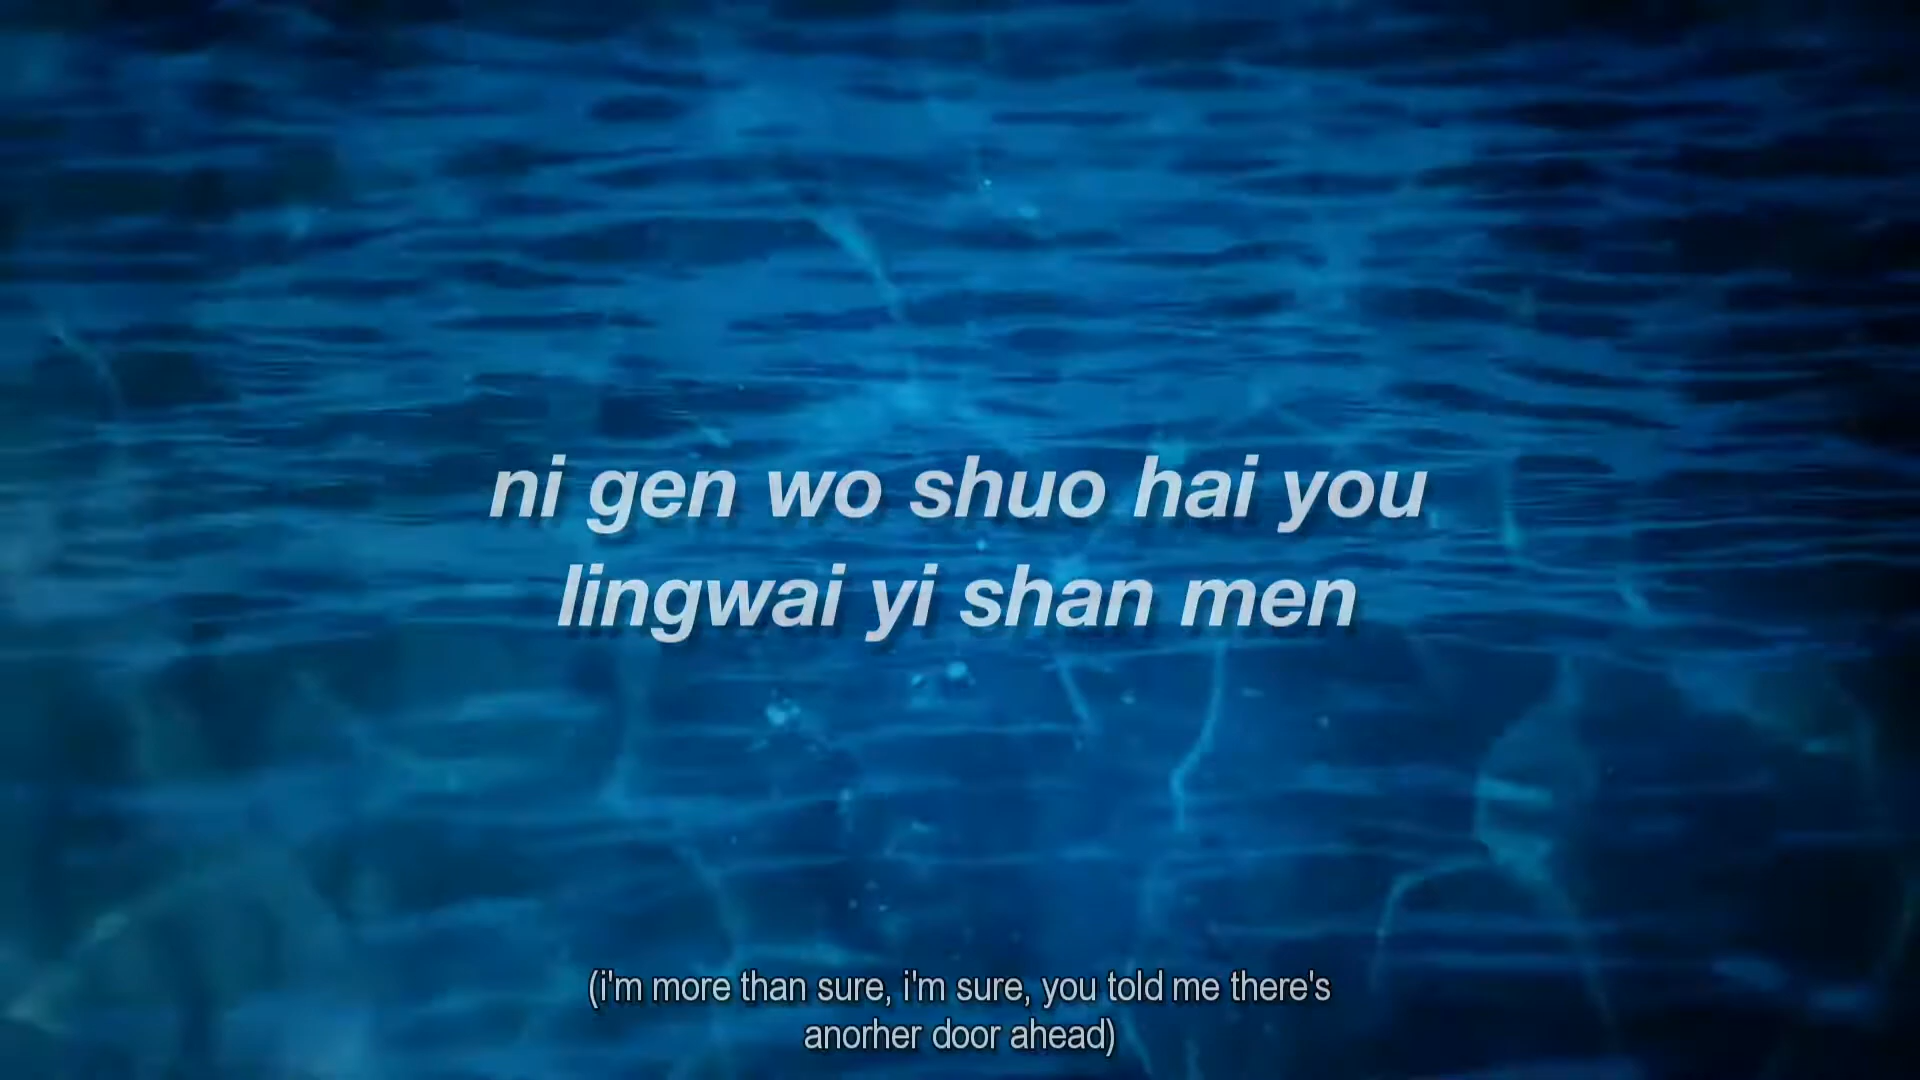 ni gen wo shuo hai you
lingwai yi shan men
(i'm more than sure, i'm sure, you told me there's
anorher door ahead)